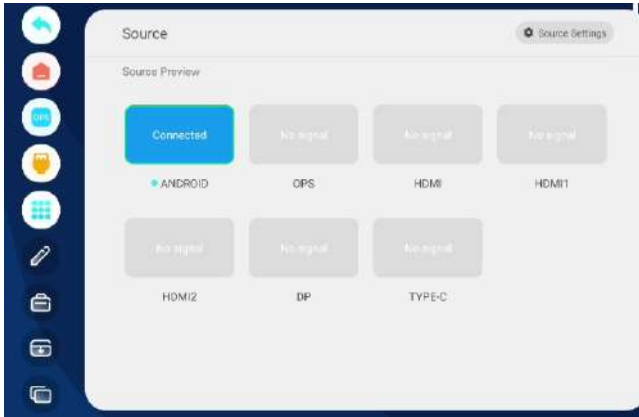 Source
Source Settings
Source Preview
OPS
Connected
No signal
No signal
No signal
ANDROID
OPS
HDMI
HDMI1
No signal
No signal
No signal
HDMI2
DP
TYPE-C